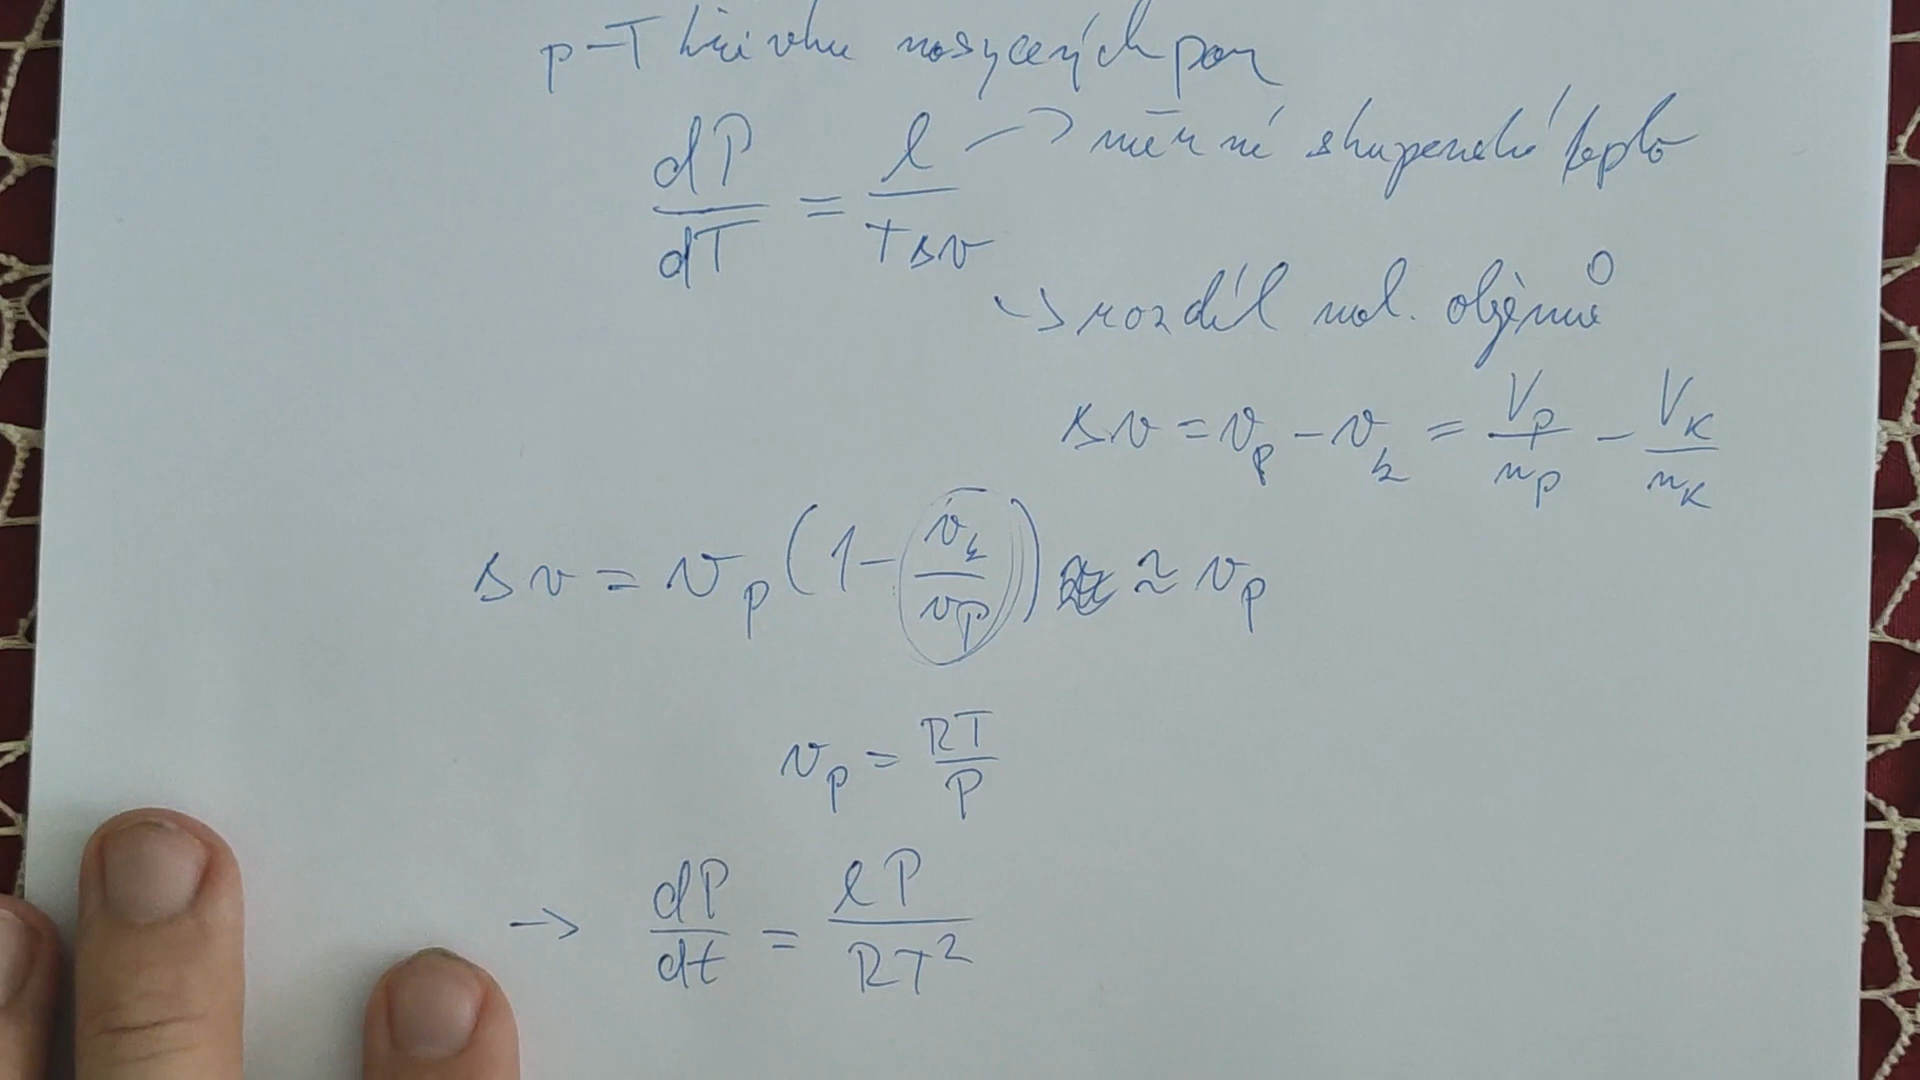 p-T křivka nasycených par
dP/dT = l/(TΔv) → měrné skupenské teplo
→ rozdíl mol. objemů
Δv = v_p - v_k = V_p/n_p - V_k/n_k
Δv = v_p (1 - v_k/v_p) ≈ v_p
v_p = RT/P
→ dP/dt = lP/RT²